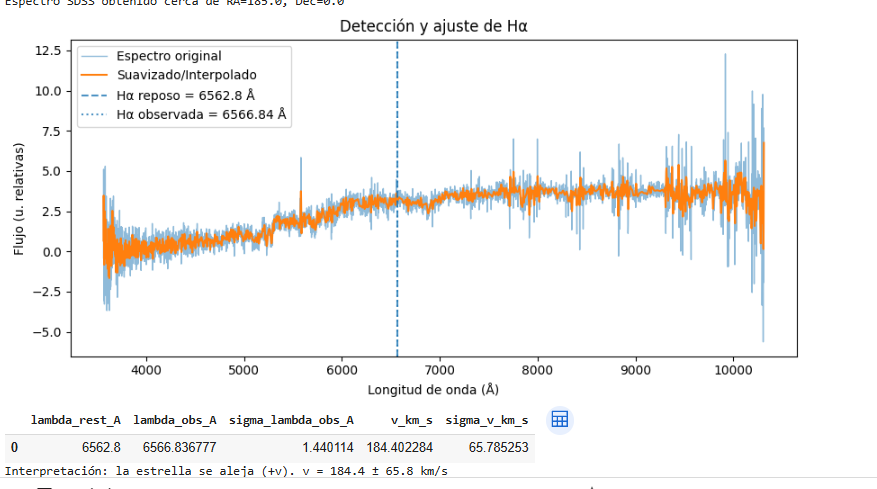 Espectro SDSS obtenido cerca de RA=185.0, Dec=0.0
Detección y ajuste de Hα
12.5
10.0
7.5
5.0
2.5
0.0
−2.5
−5.0
Flujo (u. relativas)
Espectro original
Suavizado/Interpolado
Hα reposo = 6562.8 Å
Hα observada = 6566.84 Å
4000 5000 6000 7000 8000 9000 10000
Longitud de onda (Å)
lambda_rest_A lambda_obs_A sigma_lambda_obs_A v_km_s sigma_v_km_s
0 6562.8 6566.836777 1.440114 184.402284 65.785253
Interpretación: la estrella se aleja (+v). v = 184.4 ± 65.8 km/s